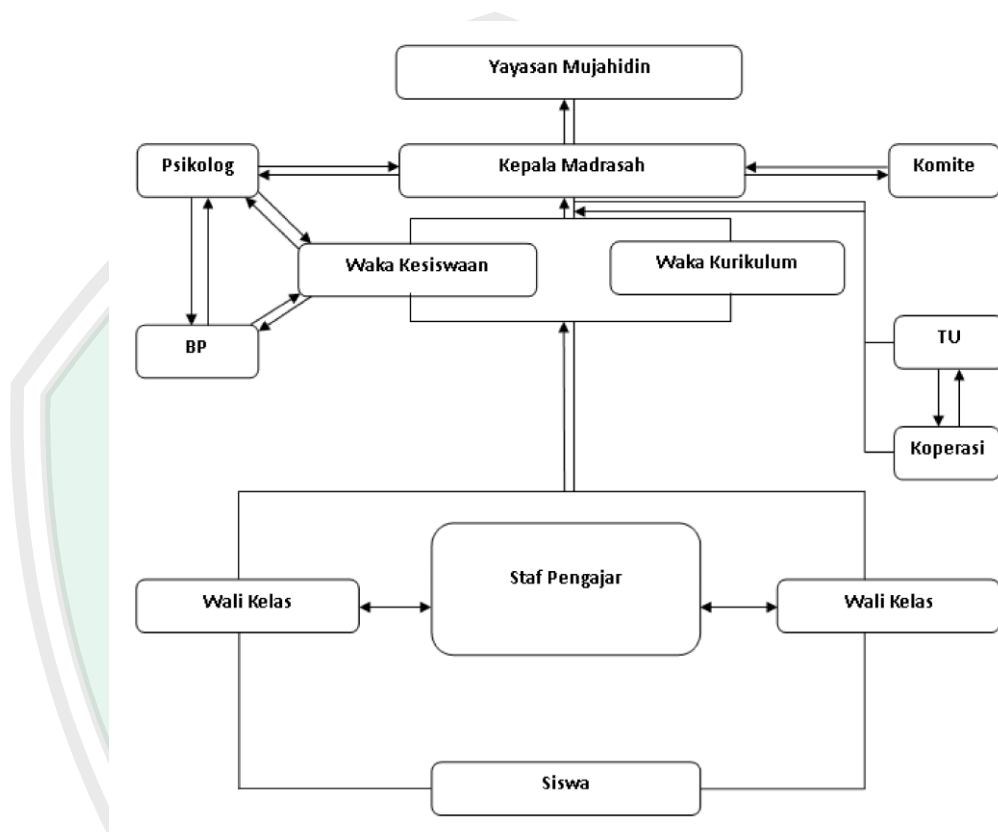 Yayasan Mujahidin
Psikolog
Kepala Madrasah
Komite
Waka Kesiswaan
Waka Kurikulum
BP
TU
Koperasi
Staf Pengajar
Wali Kelas
Wali Kelas
Siswa